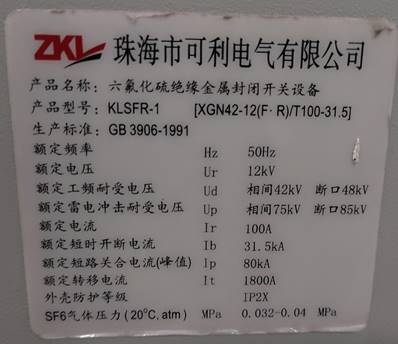 ZKL 珠海市可利电气有限公司
产品名称：六氟化硫绝缘金属封闭开关设备
产品型号：KLSFR-1 [XGN42-12(F·R)/T100-31.5]
生产标准：GB 3906-1991
额定频率 Hz 50Hz
额定电压 Ur 12kV
额定工频耐受电压 Ud 相间42kV 断口48kV
额定雷电冲击耐受电压 Up 相间75kV 断口85kV
额定电流 Ir 100A
额定短时开断电流 Ib 31.5kA
额定短路关合电流(峰值) Ip 80kA
额定转移电流 It 1800A
外壳防护等级 IP2X
SF6气体压力(20℃, atm) MPa 0.032-0.04 MPa